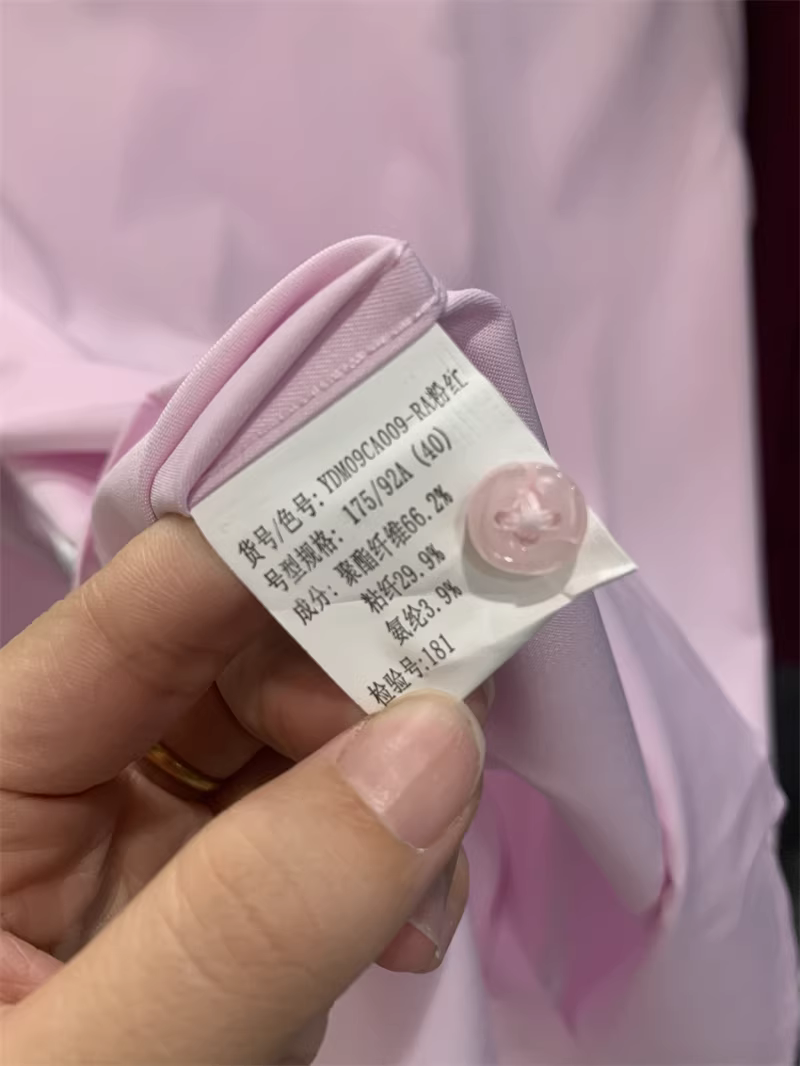 货号/色号: YDM09CA009-RA粉红
号型规格: 175/92A (40)
成分: 聚酯纤维66.2%
粘纤29.9%
氨纶3.9%
检验号:181